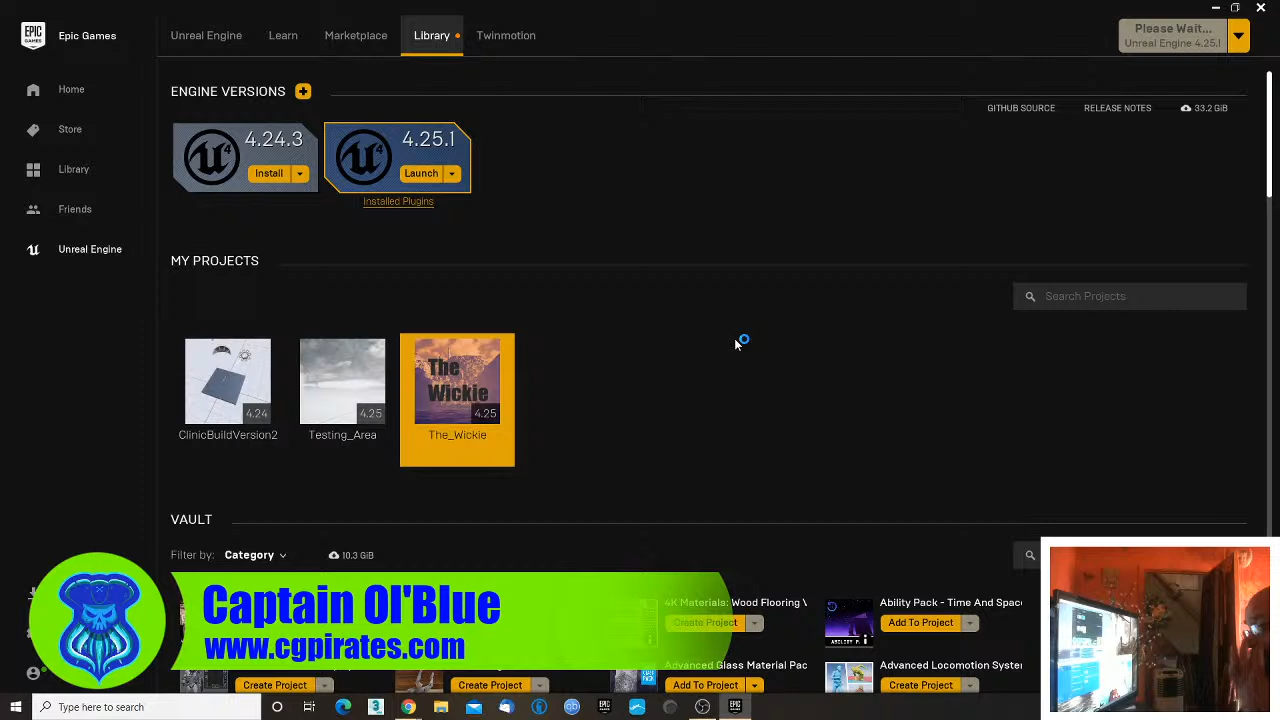 EPIC GAMES
Epic Games
Unreal Engine
Learn
Marketplace
Library
Twinmotion
Please Wait...
Unreal Engine 4.25.1
Home
Store
Library
Friends
Unreal Engine
ENGINE VERSIONS
GITHUB SOURCE
RELEASE NOTES
33.2 GiB
4.24.3
Install
4.25.1
Launch
Installed Plugins
MY PROJECTS
Search Projects
4.24
ClinicBuildVersion2
4.25
Testing_Area
The
Wickie
4.25
The_Wickie
VAULT
Filter by:
Category
10.3 GiB
Captain Ol'Blue
www.cgpirates.com
4K Materials: Wood Flooring V
Create Project
Ability Pack - Time And Space
Add To Project
Create Project
Create Project
Advanced Glass Material Pac
Add To Project
Advanced Locomotion System
Create Project
Type here to search